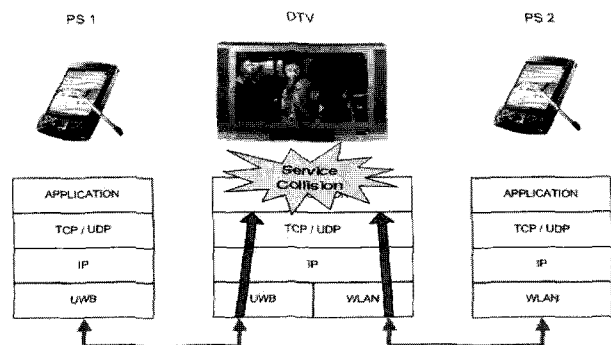 PS 1
DTV
PS 2
Service
Collision
APPLICATION
APPLICATION
TCP / UDP
TCP / UDP
TCP / UDP
IP
IP
IP
UWB
UWB
WLAN
WLAN